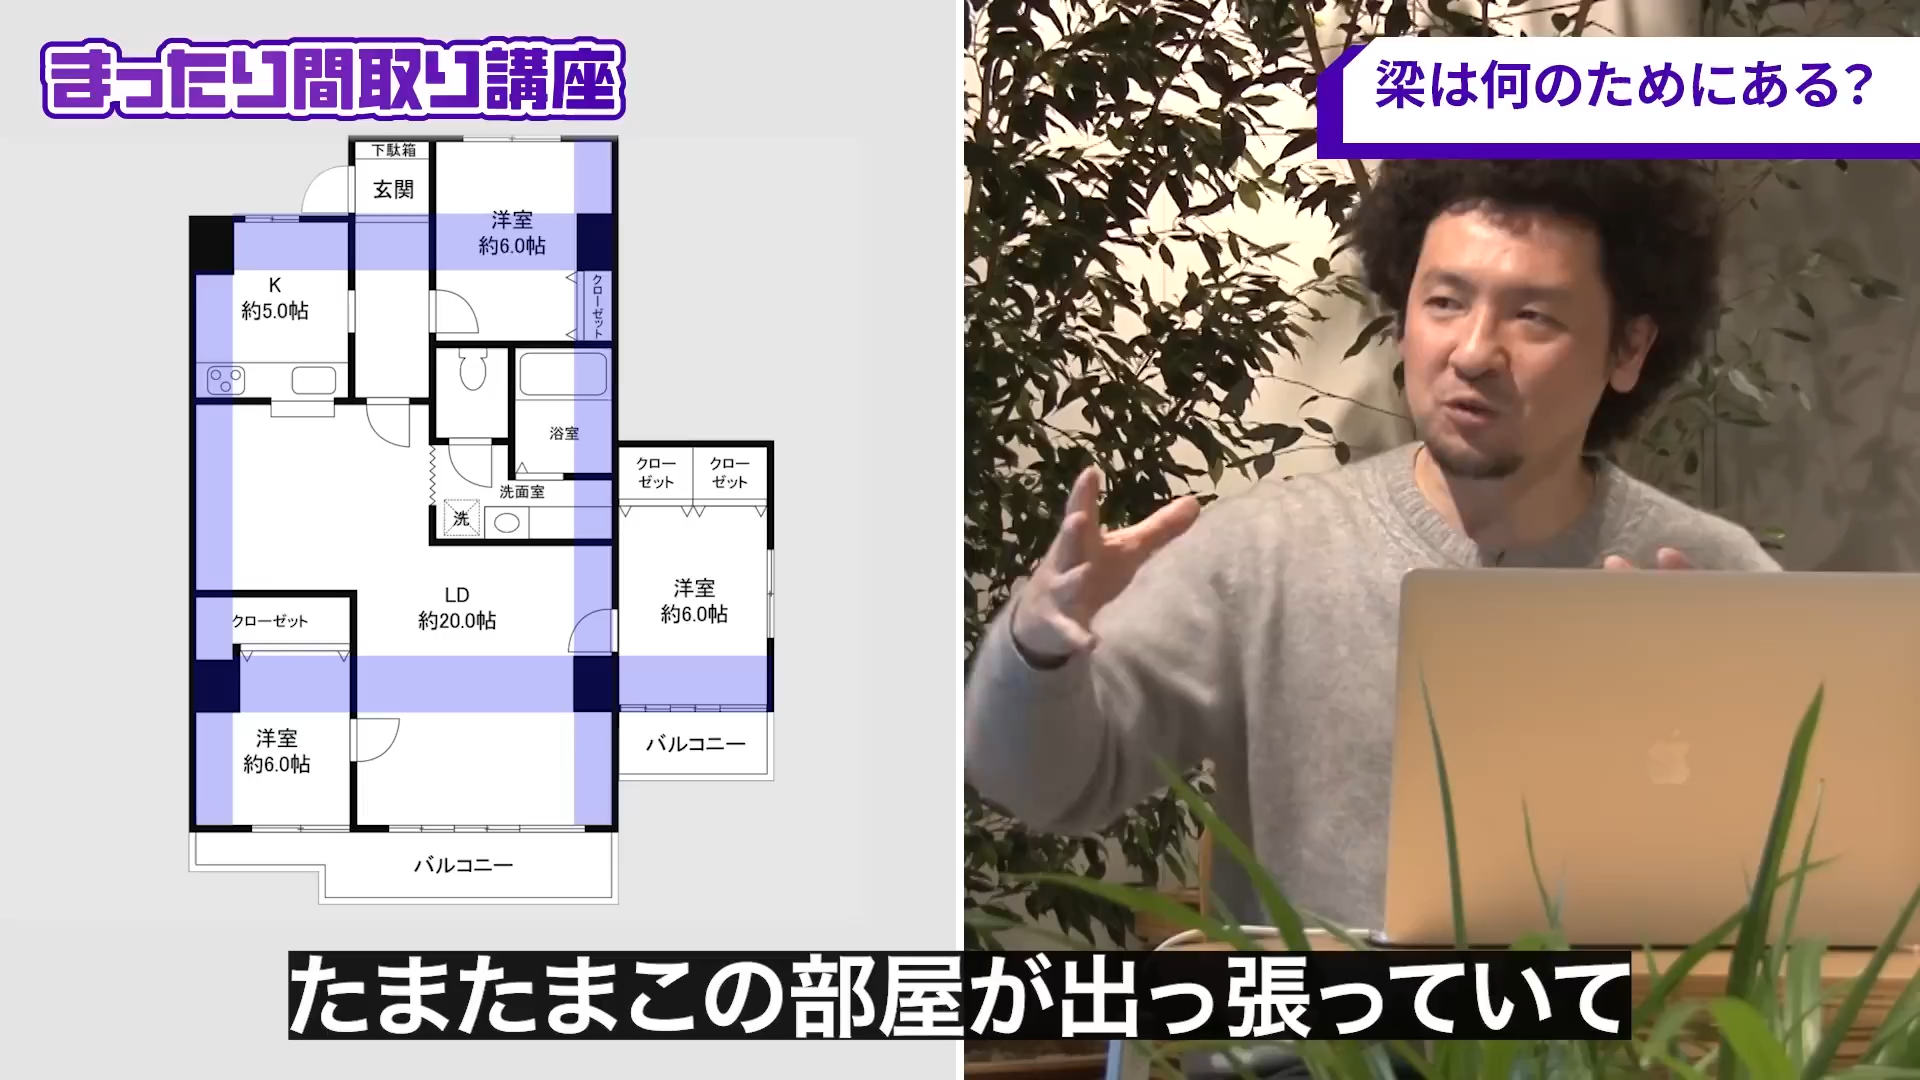 まったり間取り講座
梁は何のためにある？
下駄箱
玄関
洋室
約6.0帖
K
約5.0帖
クローゼット
浴室
クロー
ゼット
クロー
ゼット
洗面室
洗
LD
約20.0帖
洋室
約6.0帖
クローゼット
洋室
約6.0帖
バルコニー
バルコニー
たまたまこの部屋が出っ張っていて